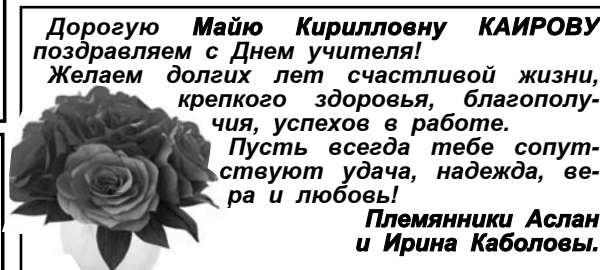 Дорогую Майю Кирилловну КАИРОВУ
поздравляем с Днем учителя!
Желаем долгих лет счастливой жизни,
крепкого здоровья, благополу-
чия, успехов в работе.
Пусть всегда тебе сопут-
ствуют удача, надежда, ве-
ра и любовь!
Племянники Аслан
и Ирина Каболовы.